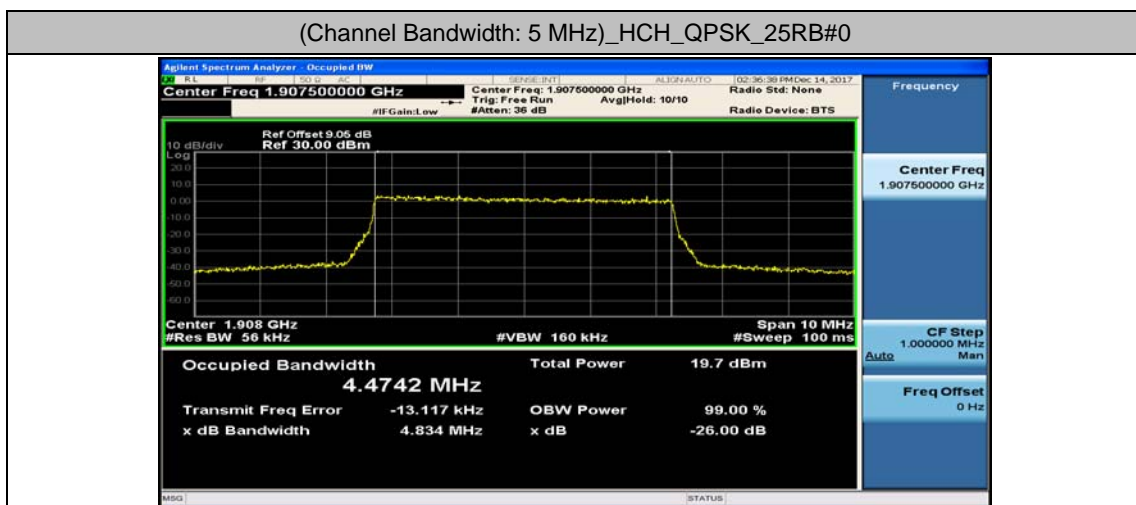 (Channel Bandwidth: 5 MHz)_HCH_QPSK_25RB#0
Agilent Spectrum Analyzer - Occupied BW
RL RF 50 Ω AC SENSE:INT ALIGN AUTO 02:36:38 PM Dec 14, 2017
Center Freq 1.907500000 GHz
Center Freq: 1.907500000 GHz
Radio Std: None
Trig: Free Run Avg|Hold: 10/10
#IFGain:Low #Atten: 36 dB Radio Device: BTS
Frequency
Ref Offset 9.05 dB
10 dB/div Ref 30.00 dBm
Log
20.0
10.0
0.00
-10.0
-20.0
-30.0
-40.0
-50.0
-60.0
Center Freq
1.907500000 GHz
Center 1.908 GHz Span 10 MHz
#Res BW 56 kHz #VBW 160 kHz #Sweep 100 ms
CF Step
1.000000 MHz
Auto Man
Occupied Bandwidth Total Power 19.7 dBm
4.4742 MHz
Transmit Freq Error -13.117 kHz OBW Power 99.00 %
x dB Bandwidth 4.834 MHz x dB -26.00 dB
Freq Offset
0 Hz
MSG STATUS